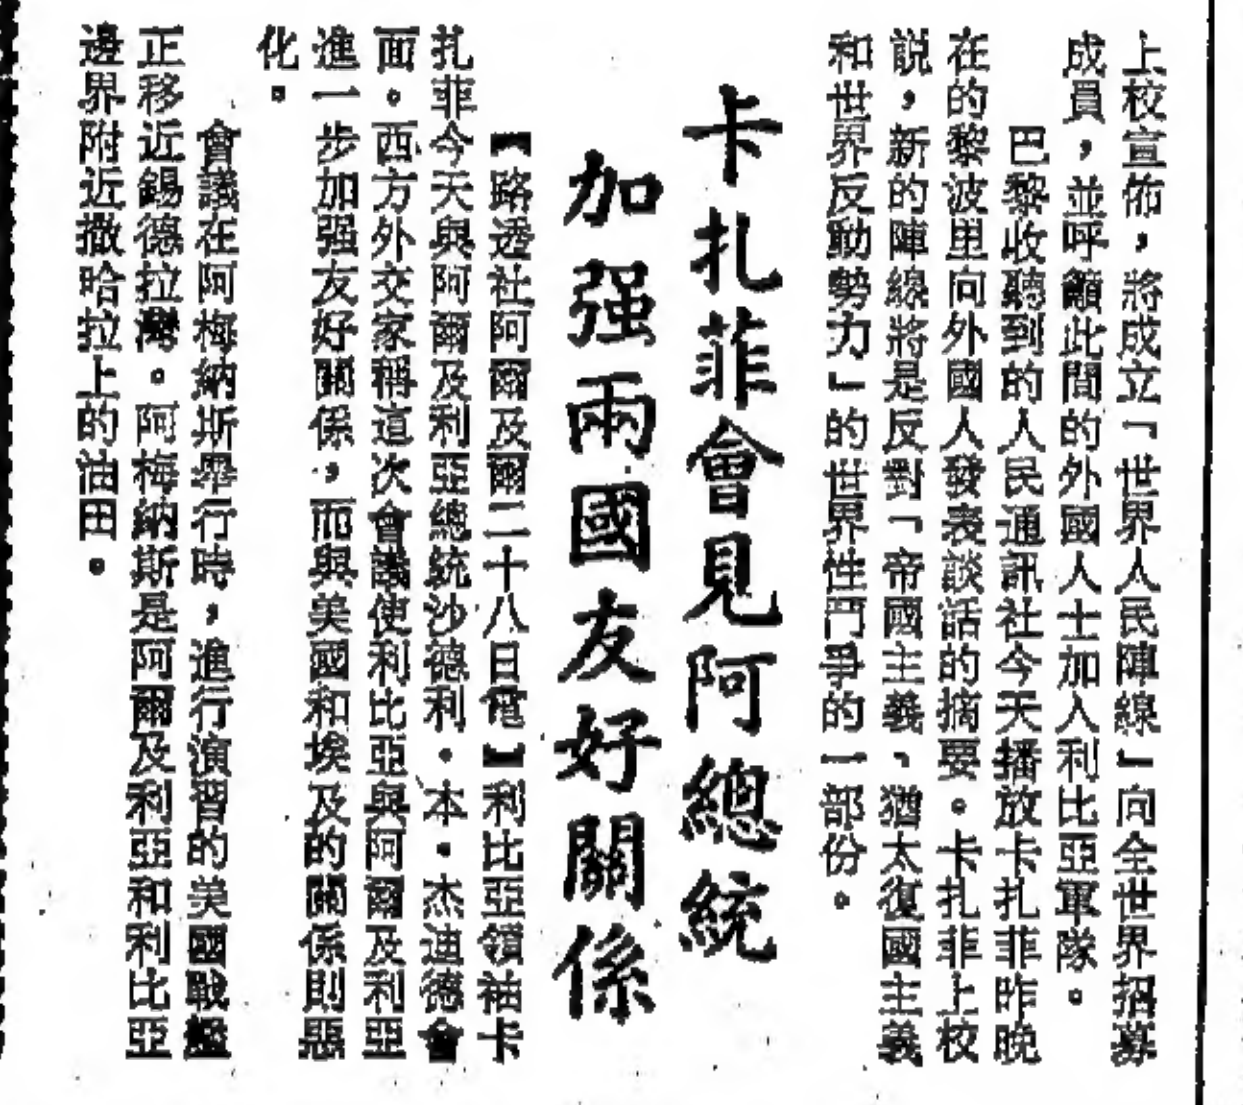 上校宣佈，將成立「世界人民陣線」向全世界招募
成員，並呼籲此間的外國人士加入利比亞軍隊。
巴黎收聽到的人民通訊社今天播放卡扎菲昨晚
在的黎波里向外國人發表談話的摘要。卡扎菲上校
説，新的陣線將是反對「帝國主義、猶太復國主義
和世界反動勢力」的世界性鬥爭的一部份。
卡扎菲會見阿總統
加强兩國友好關係
【路透社阿爾及爾二十八日電】利比亞領袖卡
扎菲今天與阿爾及利亞總統沙德利・本・杰迪德會
面。西方外交家稱這次會議使利比亞與阿爾及利亞
進一步加强友好關係，而與美國和埃及的關係則惡
化。
會議在阿梅納斯舉行時，進行演習的美國戰艦
正移近錫德拉灣。阿梅納斯是阿爾及利亞和利比亞
邊界附近撒哈拉上的油田。